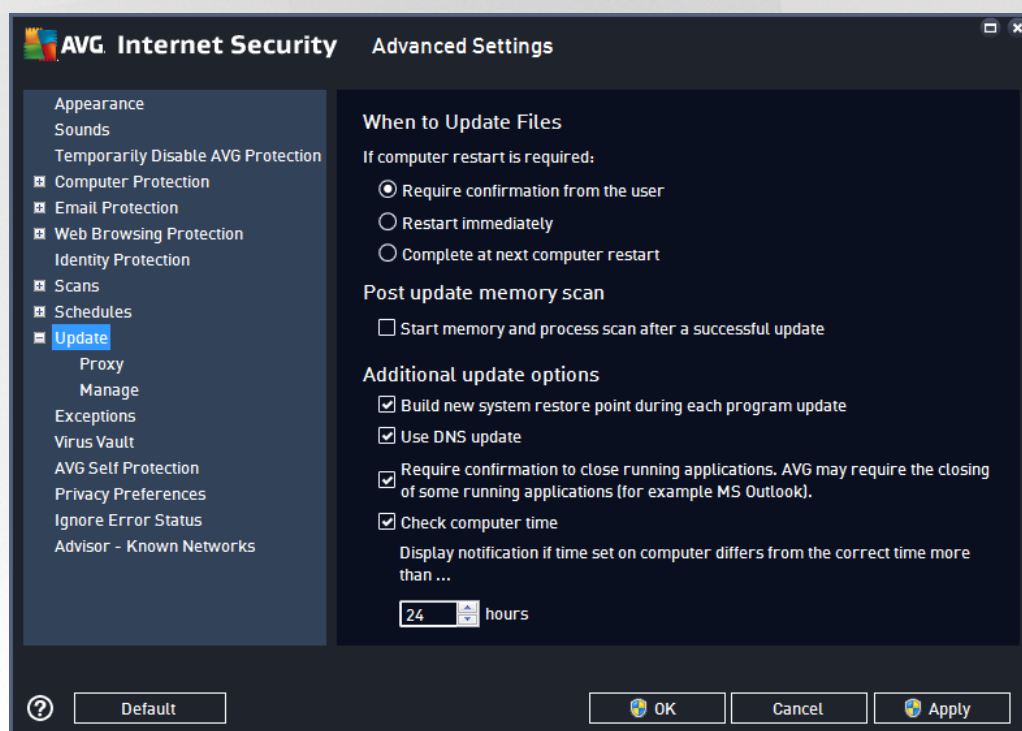 AVG. Internet Security Advanced Settings
Appearance
Sounds
Temporarily Disable AVG Protection
Computer Protection
Email Protection
Web Browsing Protection
Identity Protection
Scans
Schedules
Update
Proxy
Manage
Exceptions
Virus Vault
AVG Self Protection
Privacy Preferences
Ignore Error Status
Advisor - Known Networks
When to Update Files
If computer restart is required:
Require confirmation from the user
Restart immediately
Complete at next computer restart
Post update memory scan
Start memory and process scan after a successful update
Additional update options
Build new system restore point during each program update
Use DNS update
Require confirmation to close running applications. AVG may require the closing
of some running applications (for example MS Outlook).
Check computer time
Display notification if time set on computer differs from the correct time more
than ...
24 hours
? Default OK Cancel Apply